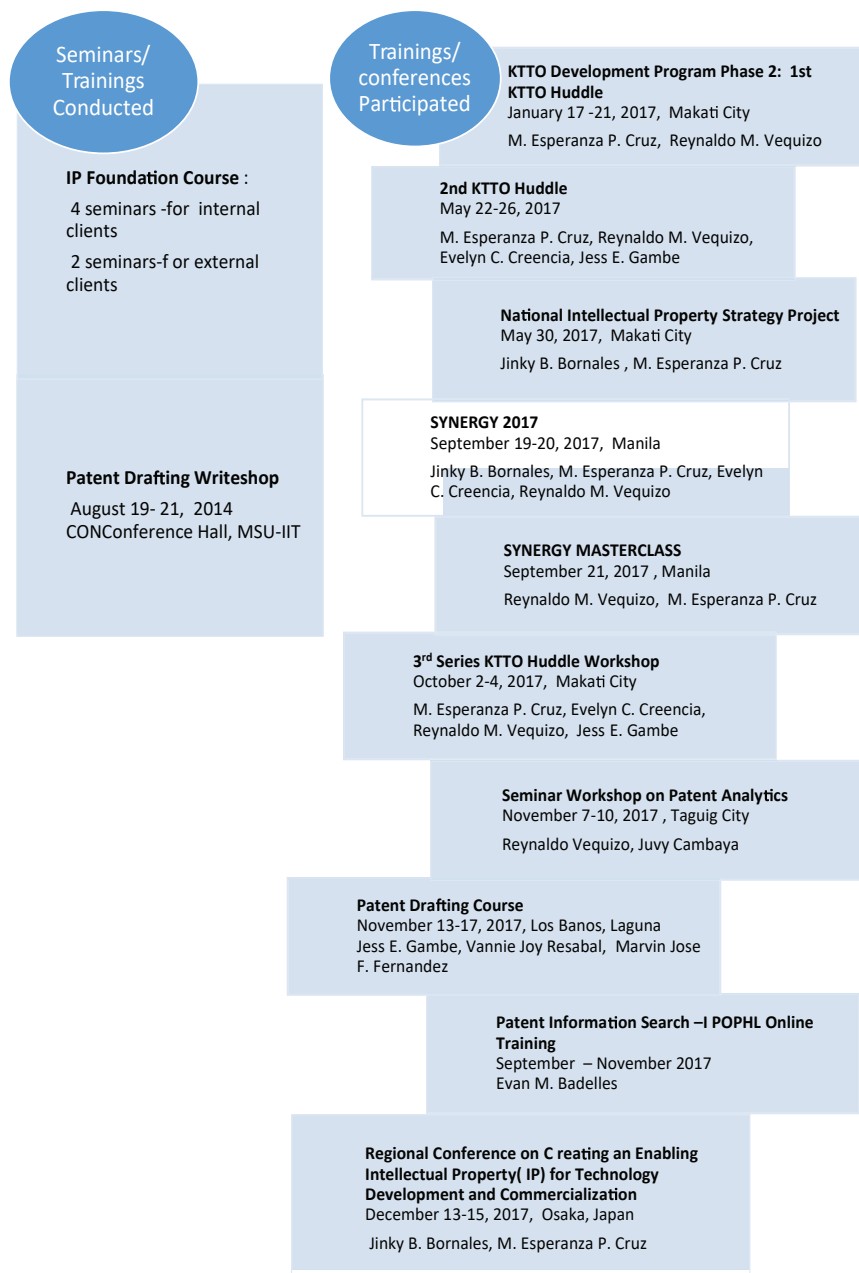 Seminars/
Trainings
Conducted
IP Foundation Course :
4 seminars -for internal
clients
2 seminars-f or external
clients
Patent Drafting Writeshop
August 19- 21, 2014
CONConference Hall, MSU-IIT
Trainings/
conferences
Participated
KTTO Development Program Phase 2: 1st
KTTO Huddle
January 17 -21, 2017, Makati City
M. Esperanza P. Cruz, Reynaldo M. Vequizo
2nd KTTO Huddle
May 22-26, 2017
M. Esperanza P. Cruz, Reynaldo M. Vequizo,
Evelyn C. Creencia, Jess E. Gambe
National Intellectual Property Strategy Project
May 30, 2017, Makati City
Jinky B. Bornales , M. Esperanza P. Cruz
SYNERGY 2017
September 19-20, 2017, Manila
Jinky B. Bornales, M. Esperanza P. Cruz, Evelyn
C. Creencia, Reynaldo M. Vequizo
SYNERGY MASTERCLASS
September 21, 2017 , Manila
Reynaldo M. Vequizo, M. Esperanza P. Cruz
3rd Series KTTO Huddle Workshop
October 2-4, 2017, Makati City
M. Esperanza P. Cruz, Evelyn C. Creencia,
Reynaldo M. Vequizo, Jess E. Gambe
Seminar Workshop on Patent Analytics
November 7-10, 2017 , Taguig City
Reynaldo Vequizo, Juvy Cambaya
Patent Drafting Course
November 13-17, 2017, Los Banos, Laguna
Jess E. Gambe, Vannie Joy Resabal, Marvin Jose
F. Fernandez
Patent Information Search –I POPHL Online
Training
September – November 2017
Evan M. Badelles
Regional Conference on C reating an Enabling
Intellectual Property( IP) for Technology
Development and Commercialization
December 13-15, 2017, Osaka, Japan
Jinky B. Bornales, M. Esperanza P. Cruz